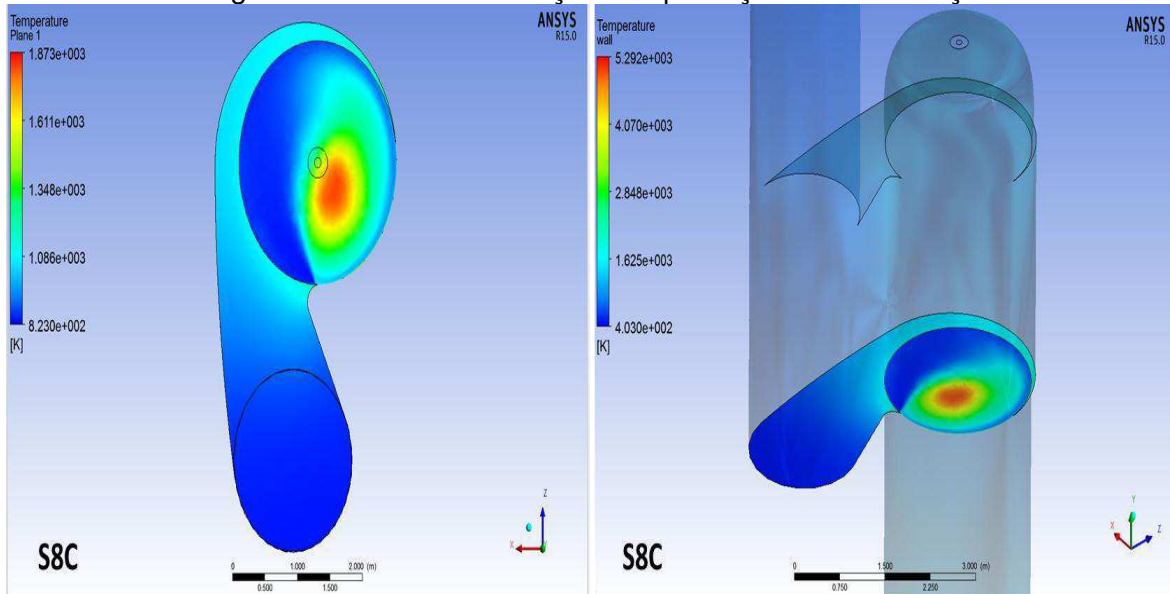 Temperature
Plane 1
1.873e+003
1.611e+003
1.348e+003
1.086e+003
8.230e+002
[K]
ANSYS
R15.0
Z
X
S8C
0 1.000 2.000 (m)
0.500 1.500
Temperature
wall
5.292e+003
4.070e+003
2.848e+003
1.625e+003
4.030e+002
[K]
ANSYS
R15.0
Y
X Z
S8C
0 1.500 3.000 (m)
0.750 2.250